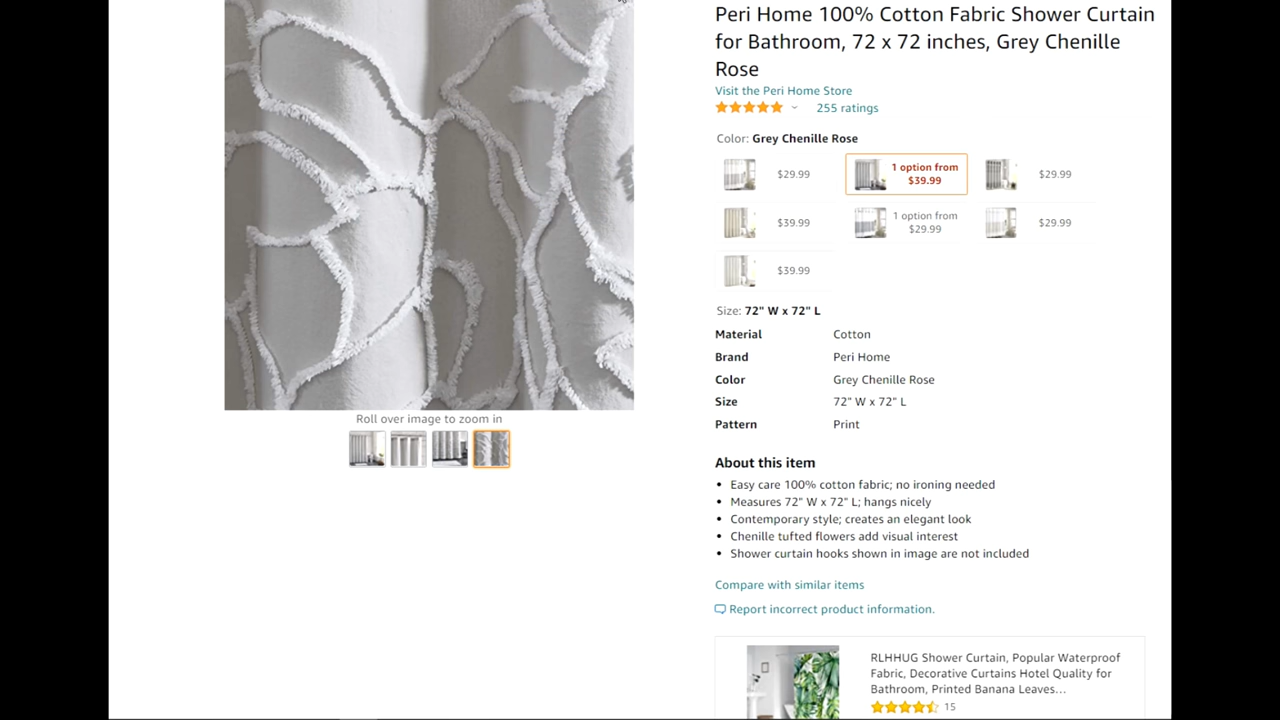 Peri Home 100% Cotton Fabric Shower Curtain
for Bathroom, 72 x 72 inches, Grey Chenille
Rose
Visit the Peri Home Store
255 ratings
Color: Grey Chenille Rose
$29.99
1 option from
$39.99
$29.99
$39.99
1 option from
$29.99
$29.99
$39.99
Size: 72" W x 72" L
Material Cotton
Brand Peri Home
Color Grey Chenille Rose
Size 72" W x 72" L
Pattern Print
Roll over image to zoom in
About this item
• Easy care 100% cotton fabric; no ironing needed
• Measures 72" W x 72" L; hangs nicely
• Contemporary style; creates an elegant look
• Chenille tufted flowers add visual interest
• Shower curtain hooks shown in image are not included
Compare with similar items
Report incorrect product information.
RLHHUG Shower Curtain, Popular Waterproof
Fabric, Decorative Curtains Hotel Quality for
Bathroom, Printed Banana Leaves...
15